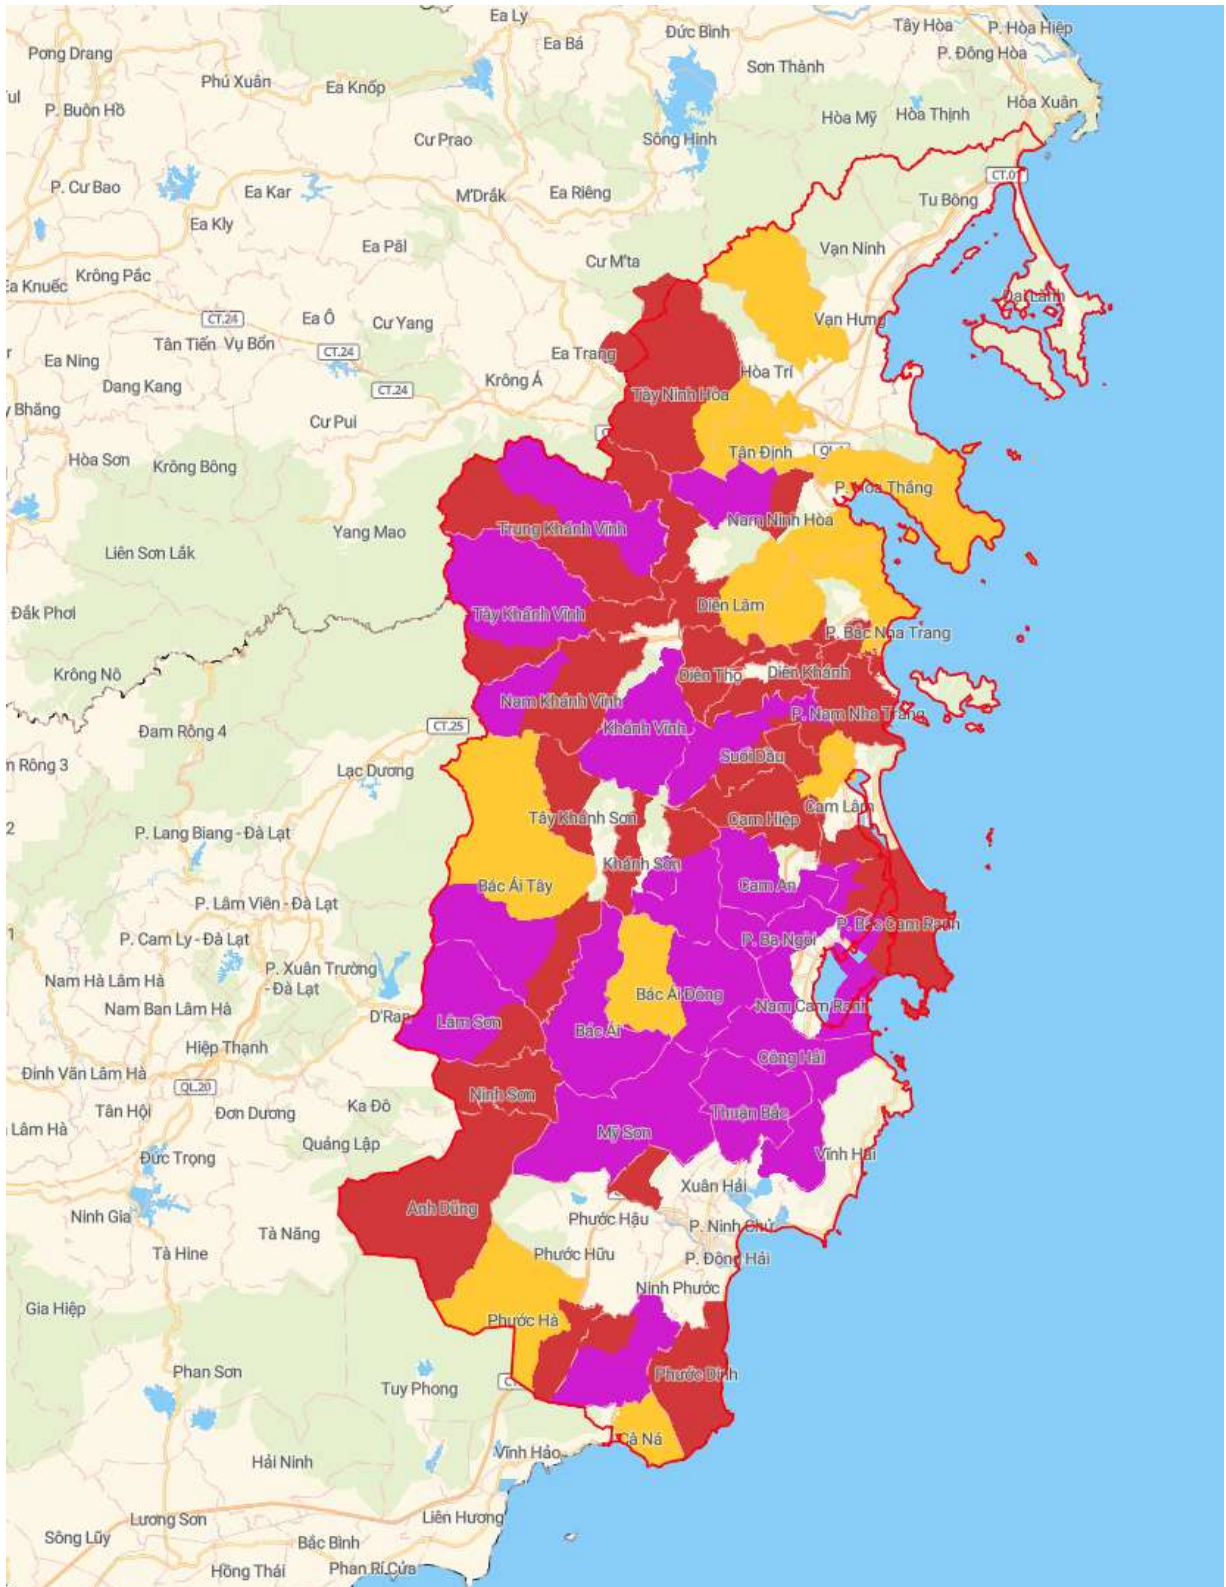 Ea Ly
Ea Bá
Đức Bình
Tây Hòa
P. Hòa Hiệp
P. Đông Hòa
Pơng Drang
Phú Xuân
Ea Knốp
Sơn Thành
P. Buôn Hồ
Hòa Mỹ
Hòa Thịnh
Hòa Xuân
Cư Prao
Sông Hinh
P. Cư Bao
Ea Kar
M'Drắk
Ea Riêng
Tu Bông
Ea Kly
Ea Păl
Vạn Ninh
Cư M'ta
Krông Pắc
Ea Knuếc
Đại Lãnh
CT.24
Ea Ô
Cư Yang
Vạn Hưng
Tân Tiến
Vụ Bổn
CT.24
Ea Trang
Ea Ning
Krông Á
Hòa Trí
Dang Kang
CT.24
Tây Ninh Hòa
Cư Pui
Hòa Sơn
Krông Bông
Tân Định
P. Hòa Thắng
Nam Ninh Hòa
Yang Mao
Trung Khánh Vĩnh
Liên Sơn Lắk
Đắk Phơi
Tây Khánh Vĩnh
Diên Lâm
P. Bắc Nha Trang
Krông Nô
Diên Thọ
Diên Khánh
Nam Khánh Vĩnh
P. Nam Nha Trang
Đam Rông 4
CT.25
Khánh Vĩnh
Suối Dầu
Lạc Dương
Tây Khánh Sơn
Cam Hiệp
Cam Lâm
P. Lang Biang - Đà Lạt
Khánh Sơn
Bác Ái Tây
Cam An
P. Lâm Viên - Đà Lạt
P. Bắc Cam Ranh
P. Cam Ly - Đà Lạt
P. Ba Ngòi
P. Xuân Trường
- Đà Lạt
Nam Hà Lâm Hà
Bác Ái Đông
Nam Cam Ranh
Nam Ban Lâm Hà
D'Ran
Lâm Sơn
Bác Ái
Hiệp Thạnh
Công Hải
Đinh Văn Lâm Hà
QL.20
Ninh Sơn
Tân Hội
Đơn Dương
Ka Đô
Thuận Bắc
Lâm Hà
Quảng Lập
Mỹ Sơn
Đức Trọng
Vĩnh Hải
Xuân Hải
Ninh Gia
Anh Dũng
Phước Hậu
P. Ninh Chử
Tà Năng
Tà Hine
Phước Hữu
P. Đông Hải
Ninh Phước
Gia Hiệp
Phước Hà
Phan Sơn
Phước Dinh
Tuy Phong
Cà Ná
Hải Ninh
Vĩnh Hảo
Lương Sơn
Liên Hương
Sông Lũy
Bắc Bình
Hồng Thái
Phan Rí Cửa